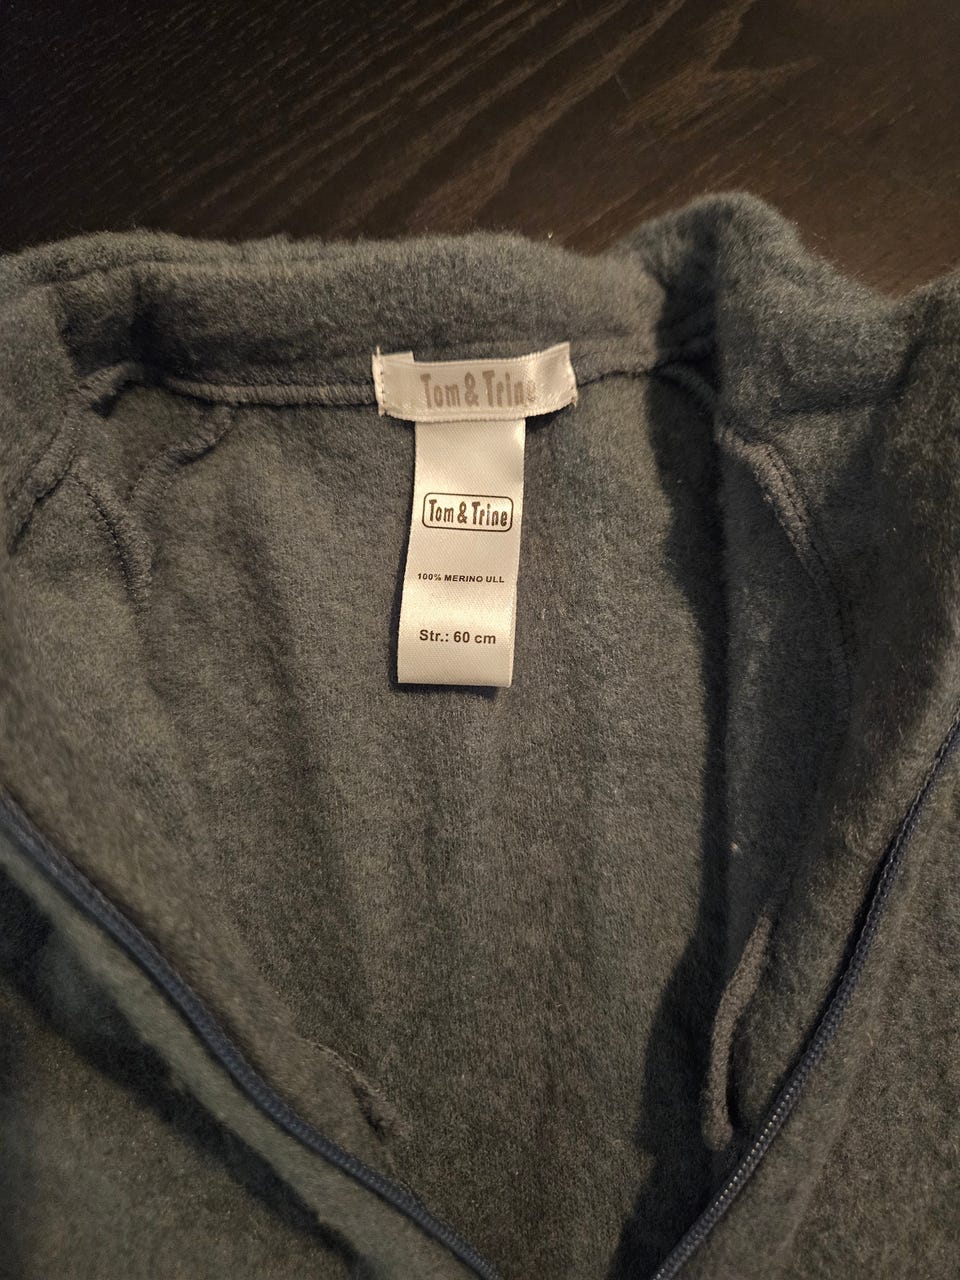 Tom & Trine
Tom & Trine
100% MERINO ULL
Str.: 60 cm